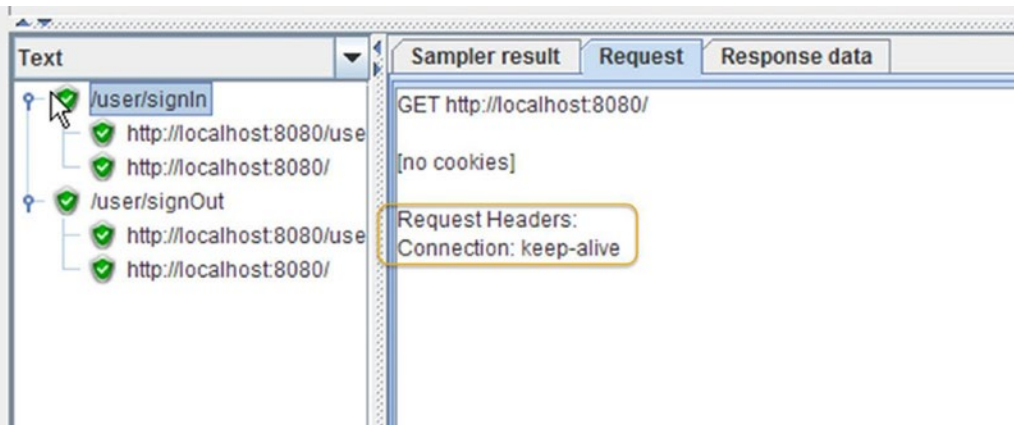 Text
Sampler result
Request
Response data
/user/signIn
http://localhost:8080/use
http://localhost:8080/
/user/signOut
http://localhost:8080/use
http://localhost:8080/
GET http://localhost:8080/
[no cookies]
Request Headers:
Connection: keep-alive